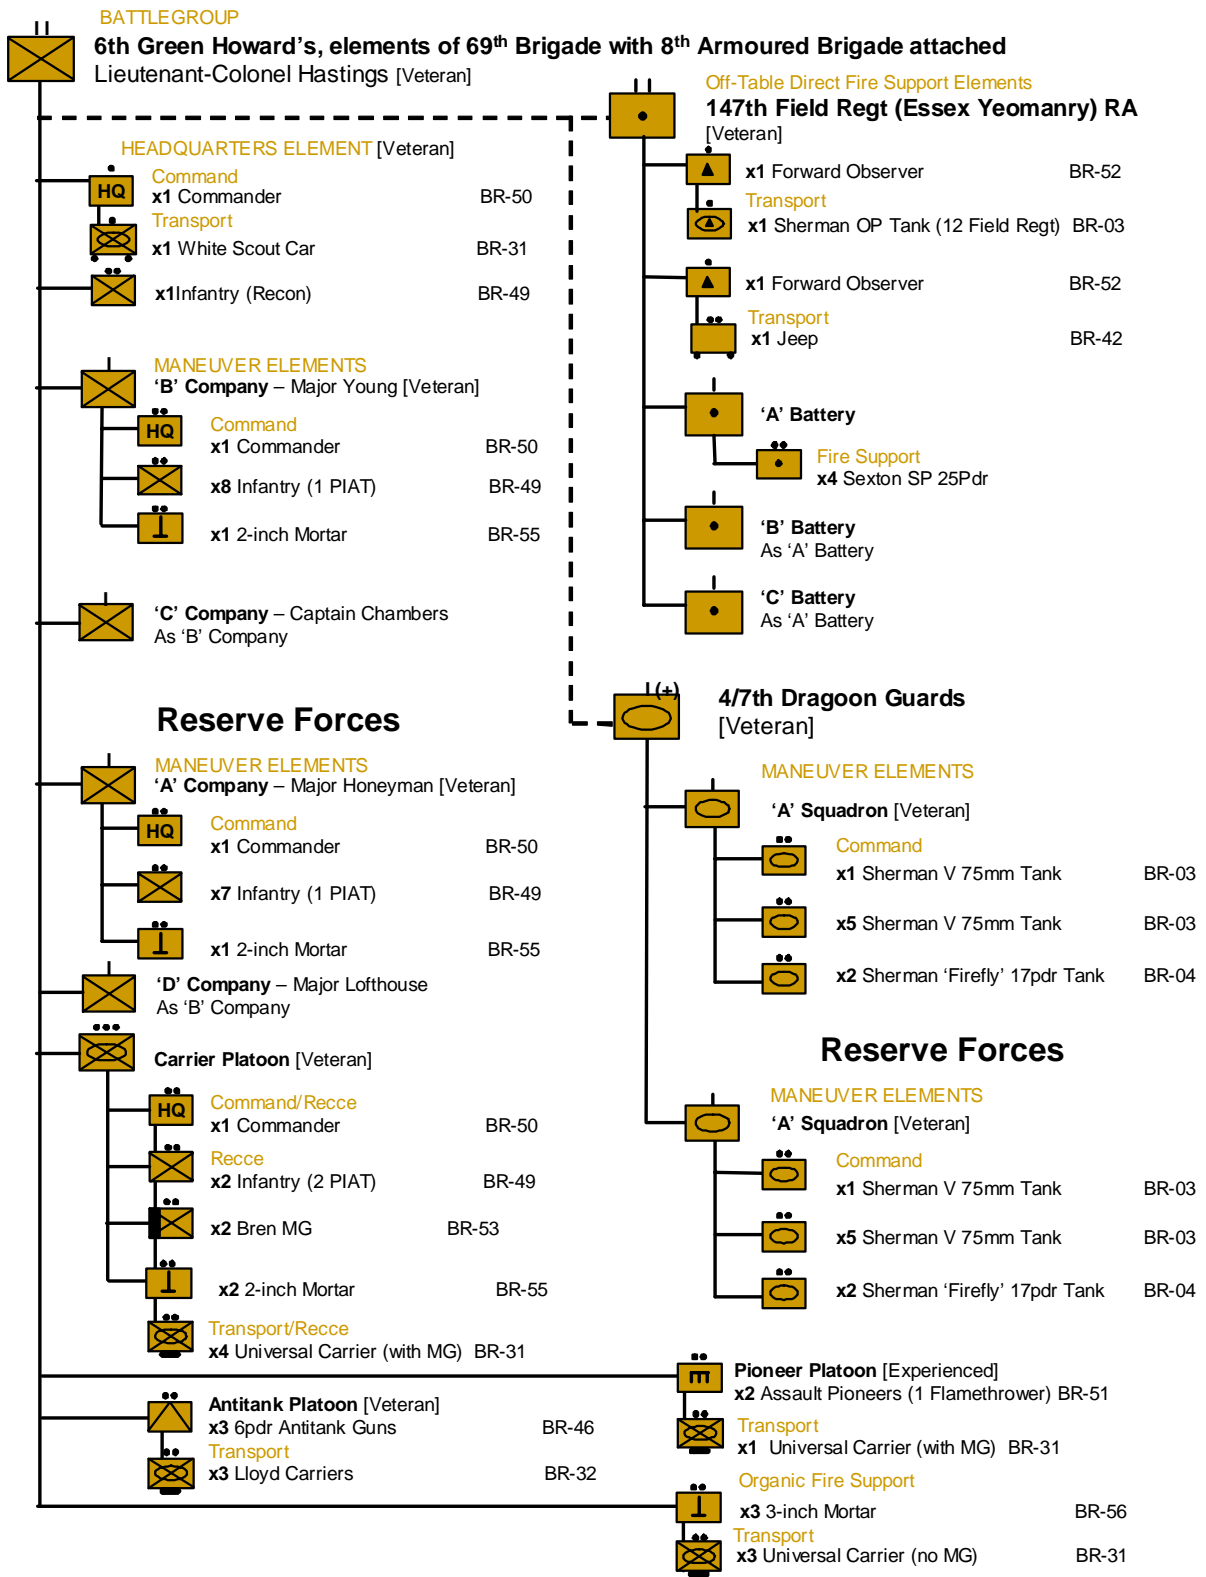 BATTLEGROUP
6th Green Howard's, elements of 69th Brigade with 8th Armoured Brigade attached
Lieutenant-Colonel Hastings [Veteran]
HEADQUARTERS ELEMENT [Veteran]
Command
HQ
x1 Commander BR-50
Transport
x1 White Scout Car BR-31
x1Infantry (Recon) BR-49
MANEUVER ELEMENTS
‘B’ Company – Major Young [Veteran]
Command
HQ
x1 Commander BR-50
x8 Infantry (1 PIAT) BR-49
x1 2-inch Mortar BR-55
‘C’ Company – Captain Chambers
As ‘B’ Company
Reserve Forces
MANEUVER ELEMENTS
‘A’ Company – Major Honeyman [Veteran]
Command
HQ
x1 Commander BR-50
x7 Infantry (1 PIAT) BR-49
x1 2-inch Mortar BR-55
‘D’ Company – Major Lofthouse
As ‘B’ Company
Carrier Platoon [Veteran]
Command/Recce
HQ
x1 Commander BR-50
Recce
x2 Infantry (2 PIAT) BR-49
x2 Bren MG BR-53
x2 2-inch Mortar BR-55
Transport/Recce
x4 Universal Carrier (with MG) BR-31
Antitank Platoon [Veteran]
x3 6pdr Antitank Guns BR-46
Transport
x3 Lloyd Carriers BR-32
Off-Table Direct Fire Support Elements
147th Field Regt (Essex Yeomanry) RA
[Veteran]
x1 Forward Observer BR-52
Transport
x1 Sherman OP Tank (12 Field Regt) BR-03
x1 Forward Observer BR-52
Transport
x1 Jeep BR-42
‘A’ Battery
Fire Support
x4 Sexton SP 25Pdr
‘B’ Battery
As ‘A’ Battery
‘C’ Battery
As ‘A’ Battery
(+)
4/7th Dragoon Guards
[Veteran]
MANEUVER ELEMENTS
‘A’ Squadron [Veteran]
Command
x1 Sherman V 75mm Tank BR-03
x5 Sherman V 75mm Tank BR-03
x2 Sherman ‘Firefly’ 17pdr Tank BR-04
Reserve Forces
MANEUVER ELEMENTS
‘A’ Squadron [Veteran]
Command
x1 Sherman V 75mm Tank BR-03
x5 Sherman V 75mm Tank BR-03
x2 Sherman ‘Firefly’ 17pdr Tank BR-04
Pioneer Platoon [Experienced]
x2 Assault Pioneers (1 Flamethrower) BR-51
Transport
x1 Universal Carrier (with MG) BR-31
Organic Fire Support
x3 3-inch Mortar BR-56
Transport
x3 Universal Carrier (no MG) BR-31